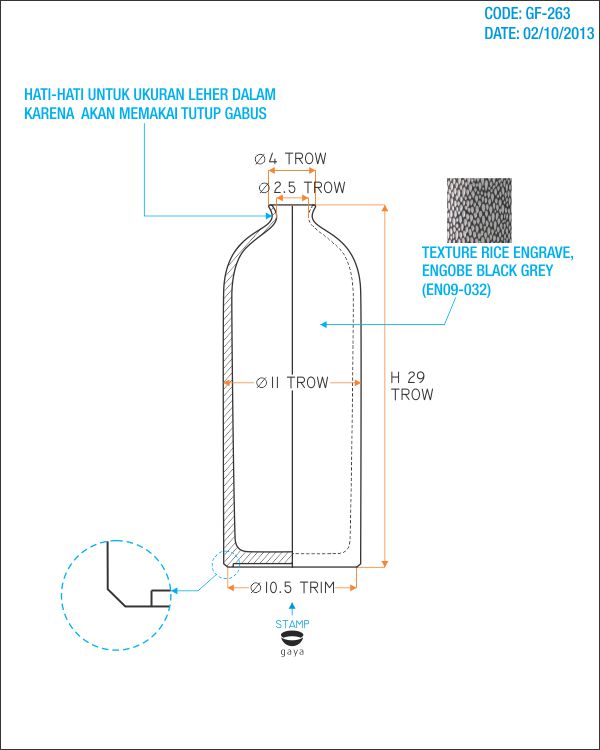 CODE: GF-263
DATE: 02/10/2013
HATI-HATI UNTUK UKURAN LEHER DALAM
KARENA AKAN MEMAKAI TUTUP GABUS
Ø4 TROW
Ø2.5 TROW
TEXTURE RICE ENGRAVE,
ENGOBE BLACK GREY
(EN09-032)
Ø11 TROW
H 29
TROW
Ø10.5 TRIM
STAMP
gaya